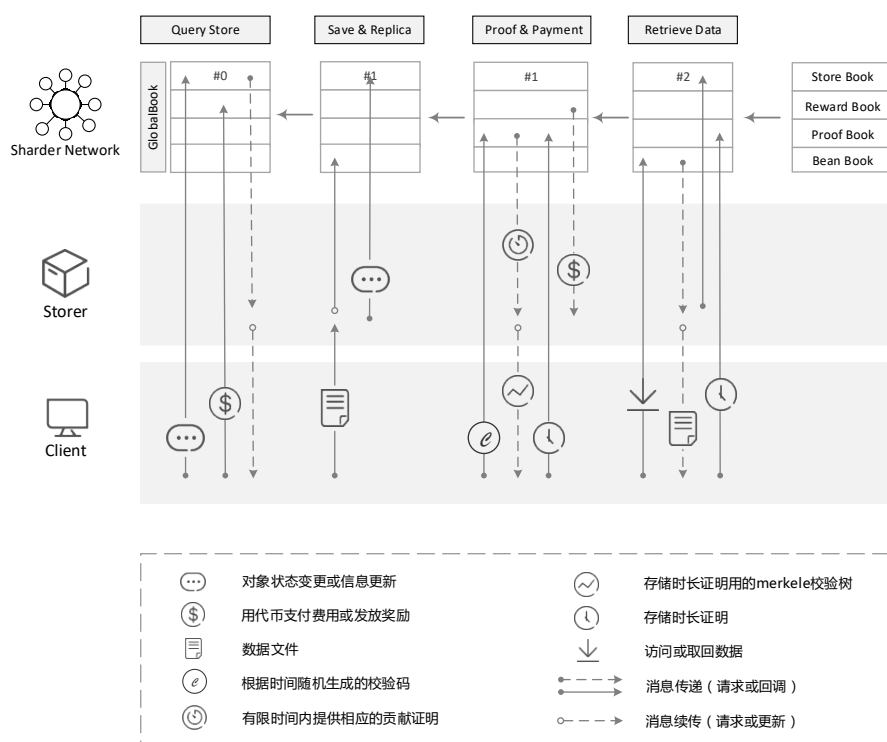 Query Store
Save & Replica
Proof & Payment
Retrieve Data
GlobalBook
#0
#1
#1
#2
Store Book
Reward Book
Proof Book
Bean Book
Sharder Network
Storer
Client
$
$
e
对象状态变更或信息更新
存储时长证明用的merkele校验树
$
用代币支付费用或发放奖励
存储时长证明
数据文件
访问或取回数据
e
根据时间随机生成的校验码
消息传递（请求或回调）
有限时间内提供相应的贡献证明
消息续传（请求或更新）